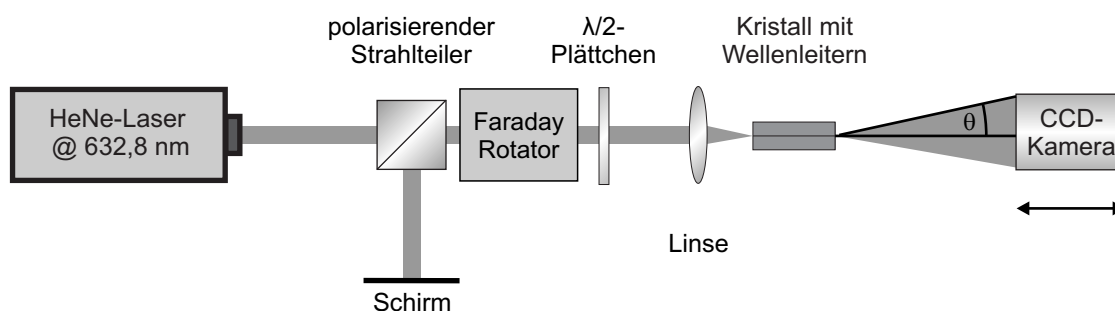 polarisierender
Strahlteiler
λ/2-
Plättchen
Kristall mit
Wellenleitern
HeNe-Laser
@ 632,8 nm
Faraday
Rotator
θ
CCD-
Kamera
Linse
Schirm